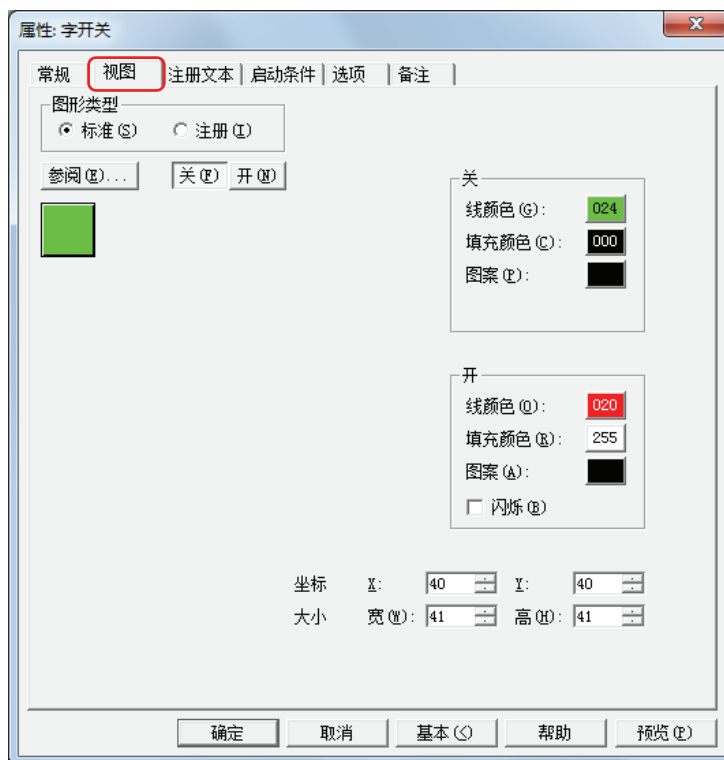 属性: 字开关
常规 视图 注册文本 启动条件 选项 备注
图形类型
标准(S) 注册(I)
参阅(E)... 关(F) 开(N)
关
线颜色(G): 024
填充颜色(C): 000
图案(P):
开
线颜色(O): 020
填充颜色(R): 255
图案(A):
闪烁(B)
坐标 X: 40 Y: 40
大小 宽(W): 41 高(H): 41
确定 取消 基本(<) 帮助 预览(P)